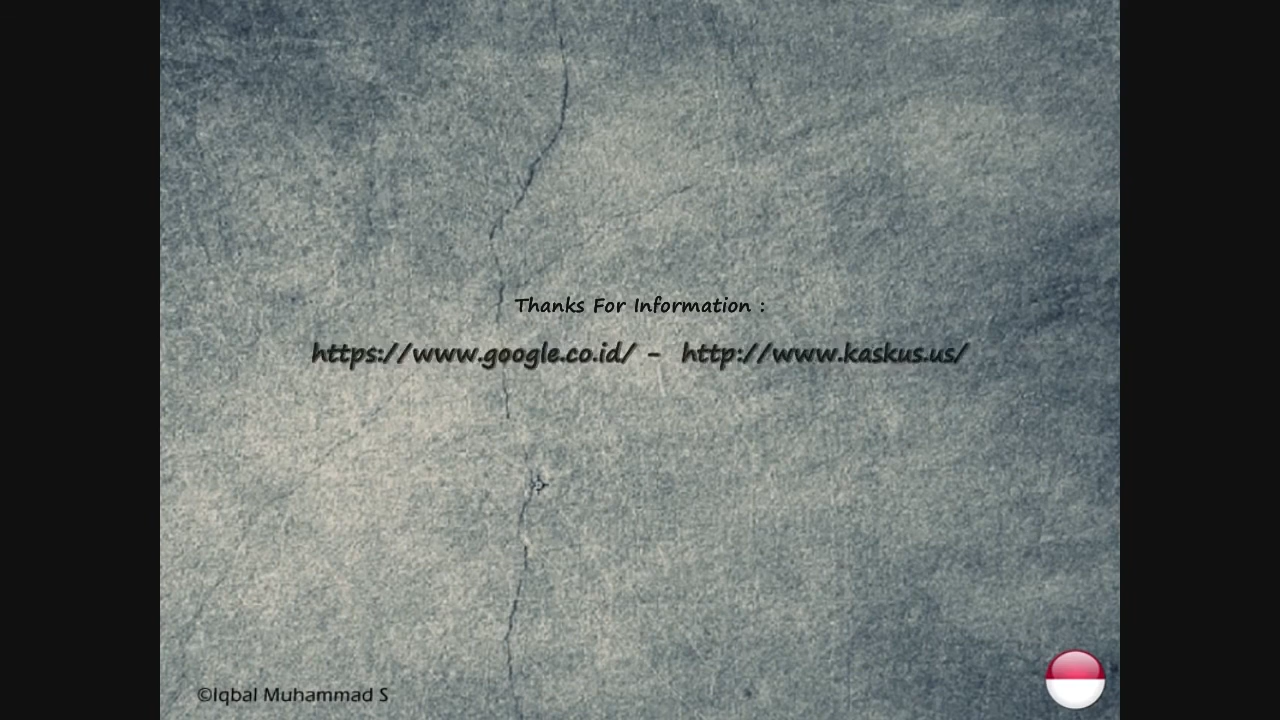 Thanks For Information :
https://www.google.co.id/ - http://www.kaskus.us/
©Iqbal Muhammad S